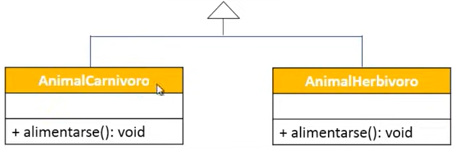 AnimalCarnivoro
AnimalHerbivoro
+ alimentarse(): void
+ alimentarse(): void